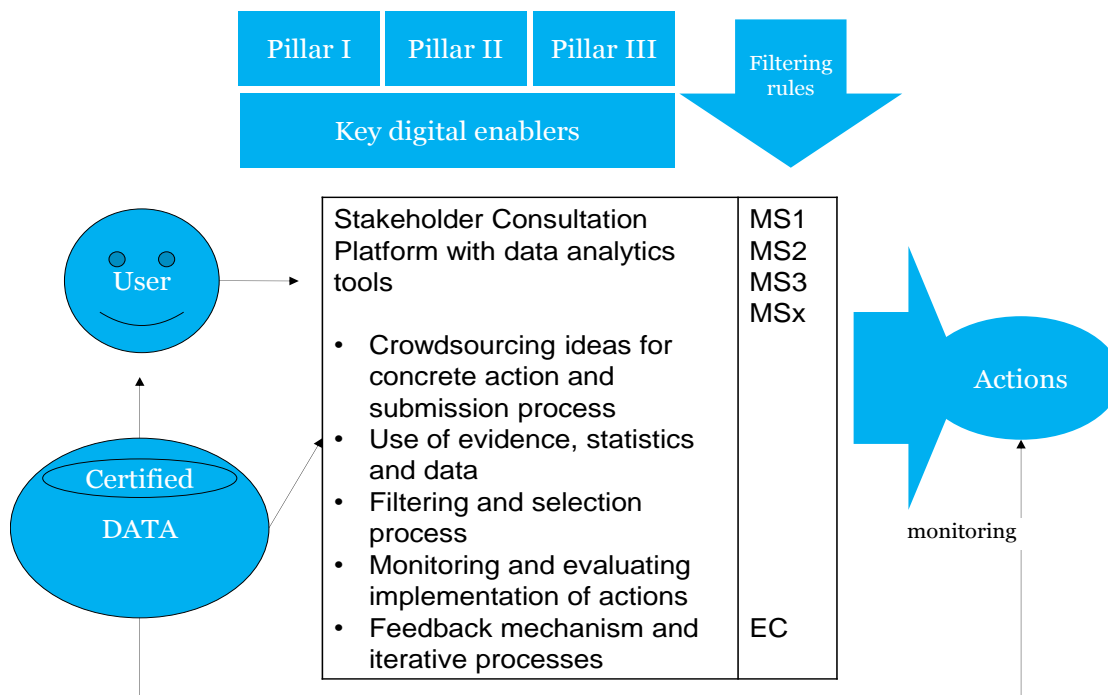 Pillar I
Pillar II
Pillar III
Key digital enablers
Filtering
rules
User
Certified
DATA
Stakeholder Consultation
Platform with data analytics
tools
• Crowdsourcing ideas for
concrete action and
submission process
• Use of evidence, statistics
and data
• Filtering and selection
process
• Monitoring and evaluating
implementation of actions
• Feedback mechanism and
iterative processes
MS1
MS2
MS3
MSx
EC
Actions
monitoring